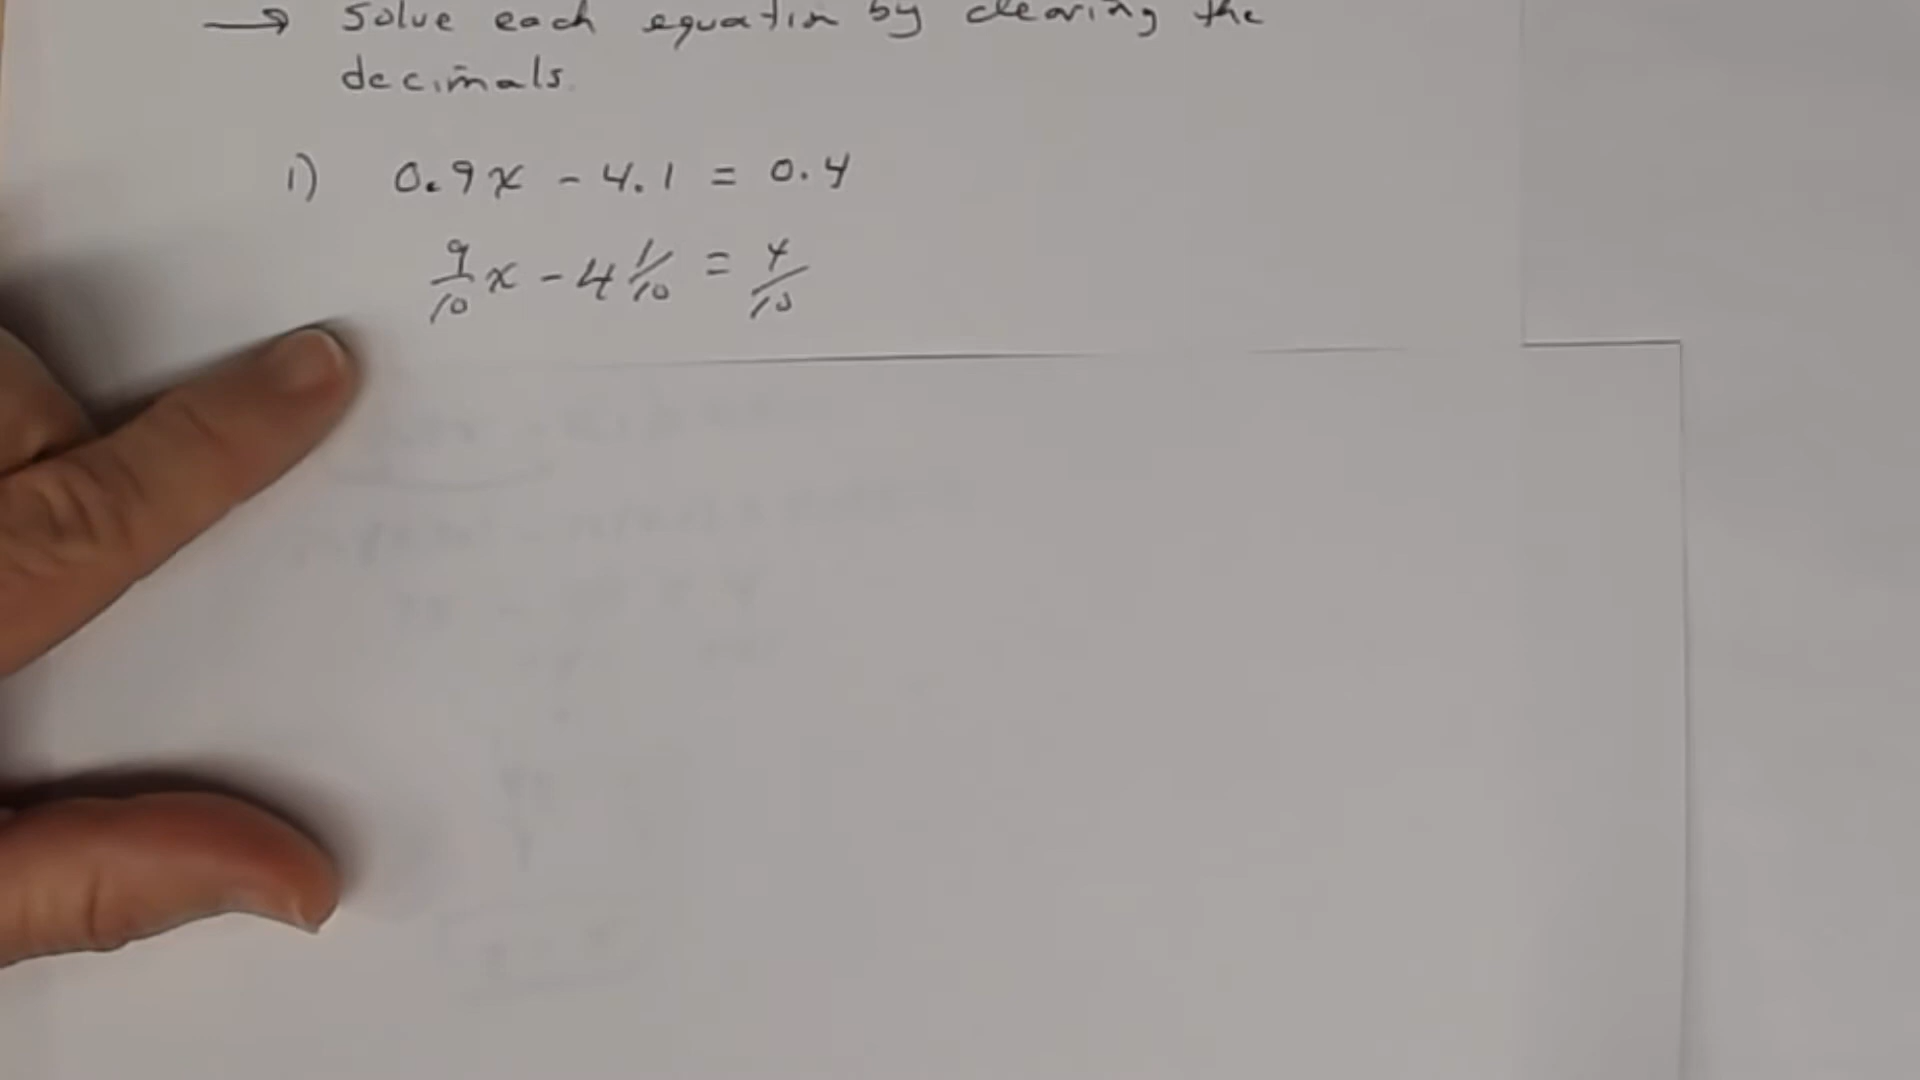 → Solve each equation by clearing the
decimals.
1) 0.9x - 4.1 = 0.4
9/10 x - 4 1/10 = 4/10